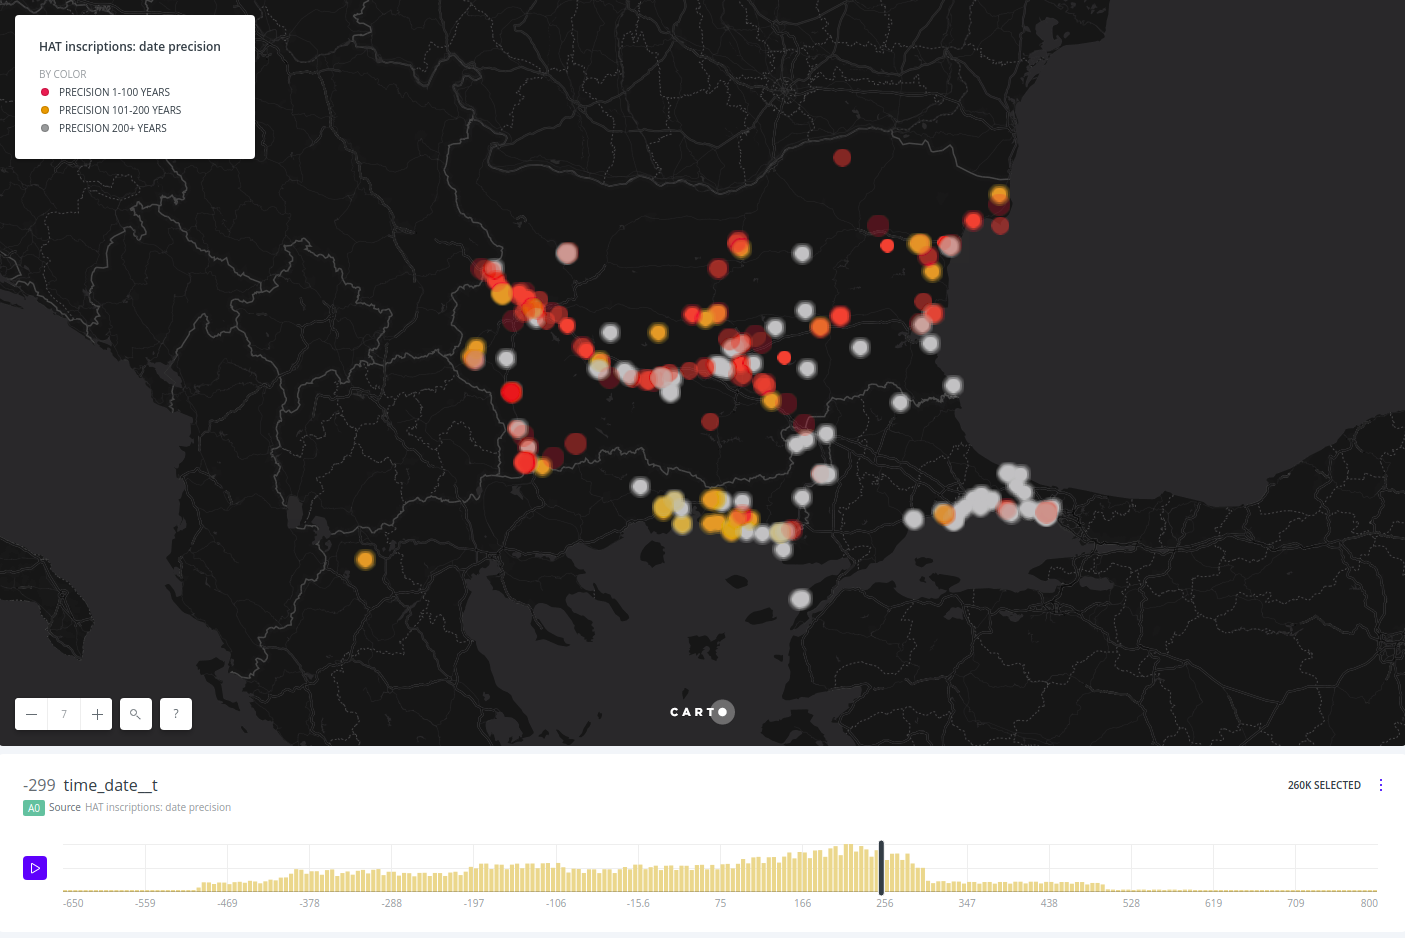 HAT inscriptions: date precision
BY COLOR
PRECISION 1-100 YEARS
PRECISION 101-200 YEARS
PRECISION 200+ YEARS
7
?
CARTO
-299 time_date__t
260K SELECTED
A0 Source HAT inscriptions: date precision
-650 -559 -469 -378 -288 -197 -106 -15.6 75 166 256 347 438 528 619 709 800